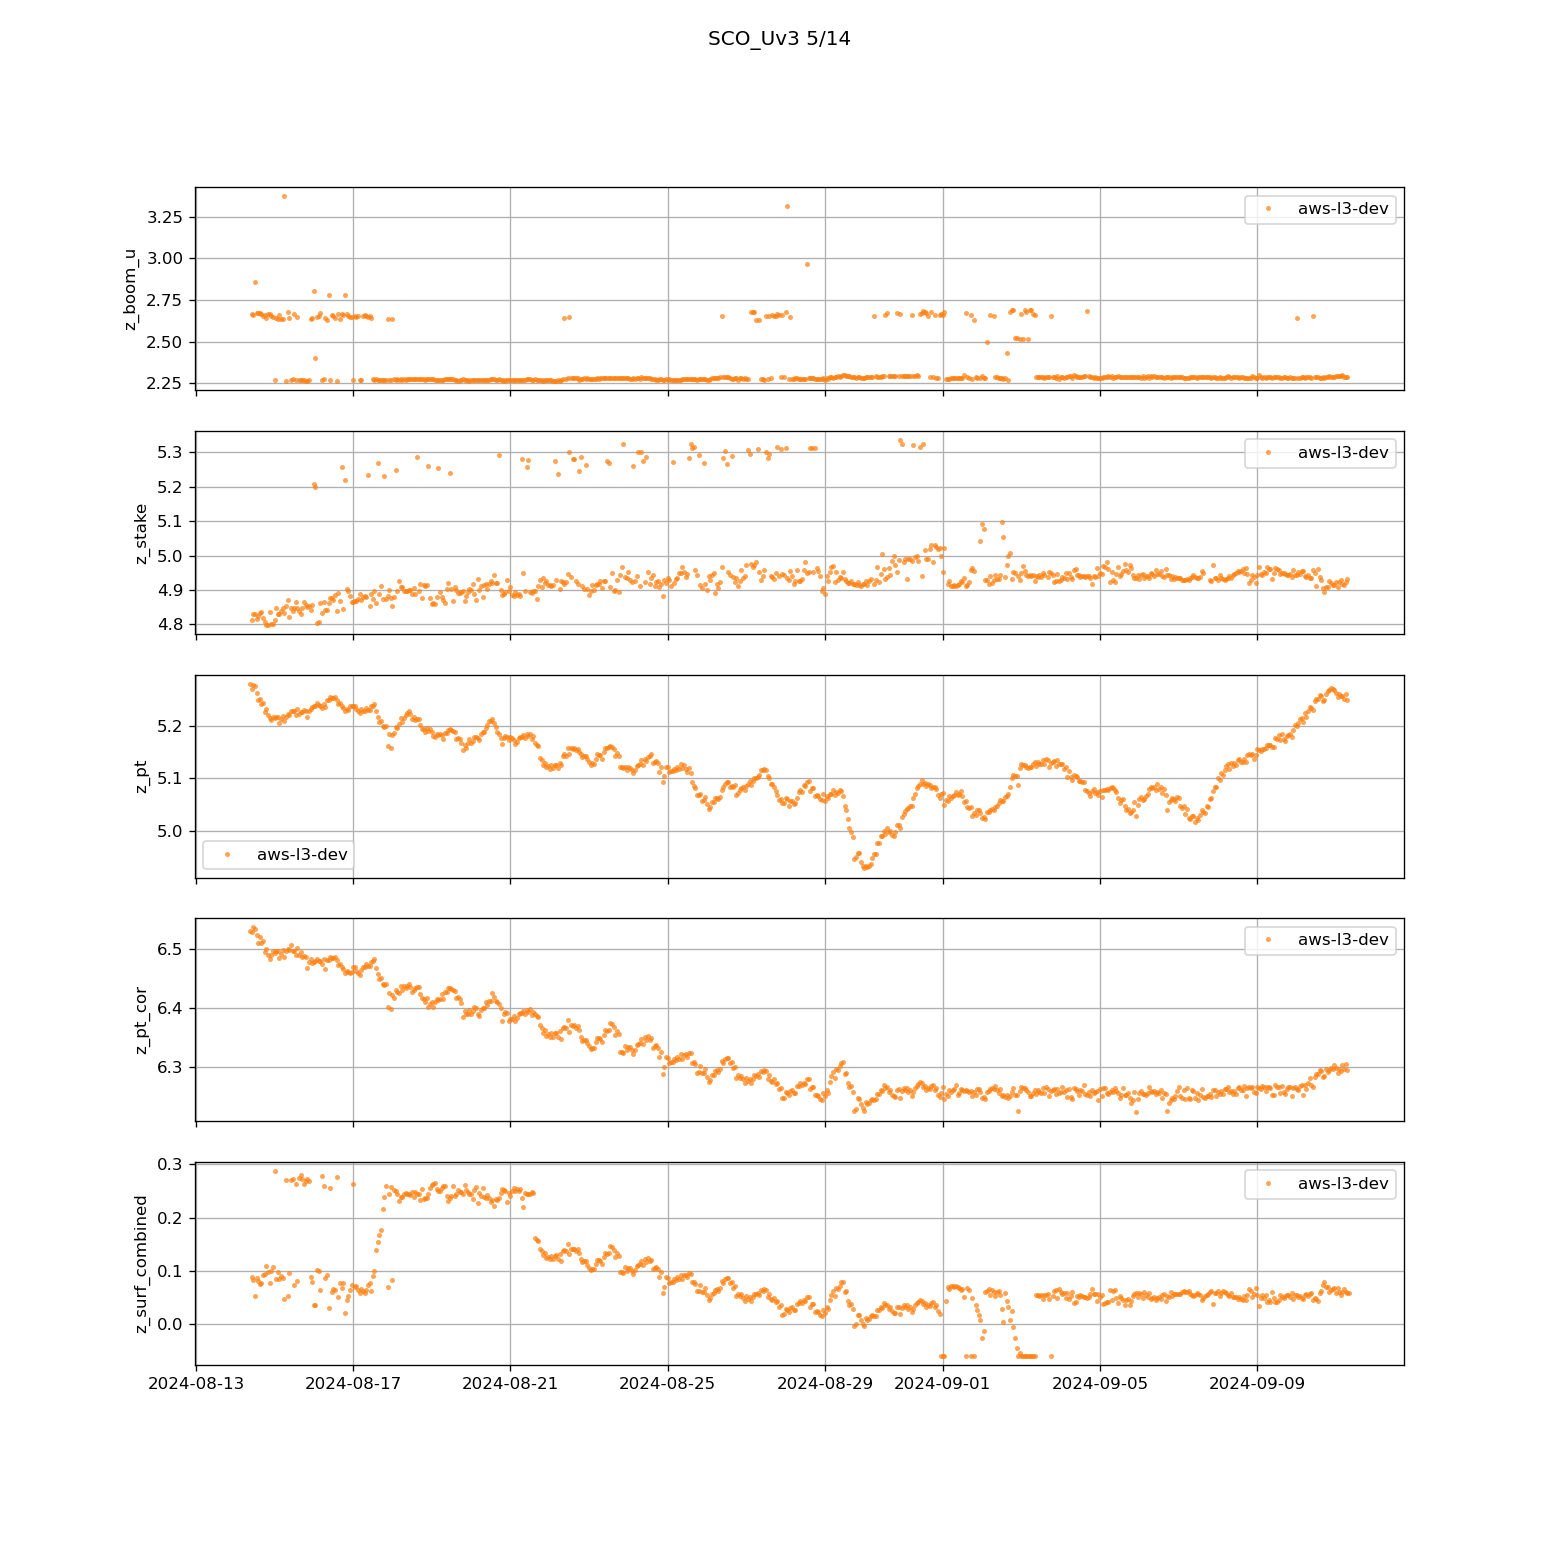 SCO_Uv3 5/14
3.25
3.00
2.75
2.50
2.25
z_boom_u
aws-l3-dev
5.3
5.2
5.1
5.0
4.9
4.8
z_stake
aws-l3-dev
5.2
5.1
5.0
z_pt
aws-l3-dev
6.5
6.4
6.3
z_pt_cor
aws-l3-dev
0.3
0.2
0.1
0.0
z_surf_combined
aws-l3-dev
2024-08-13 2024-08-17 2024-08-21 2024-08-25 2024-08-29 2024-09-01 2024-09-05 2024-09-09